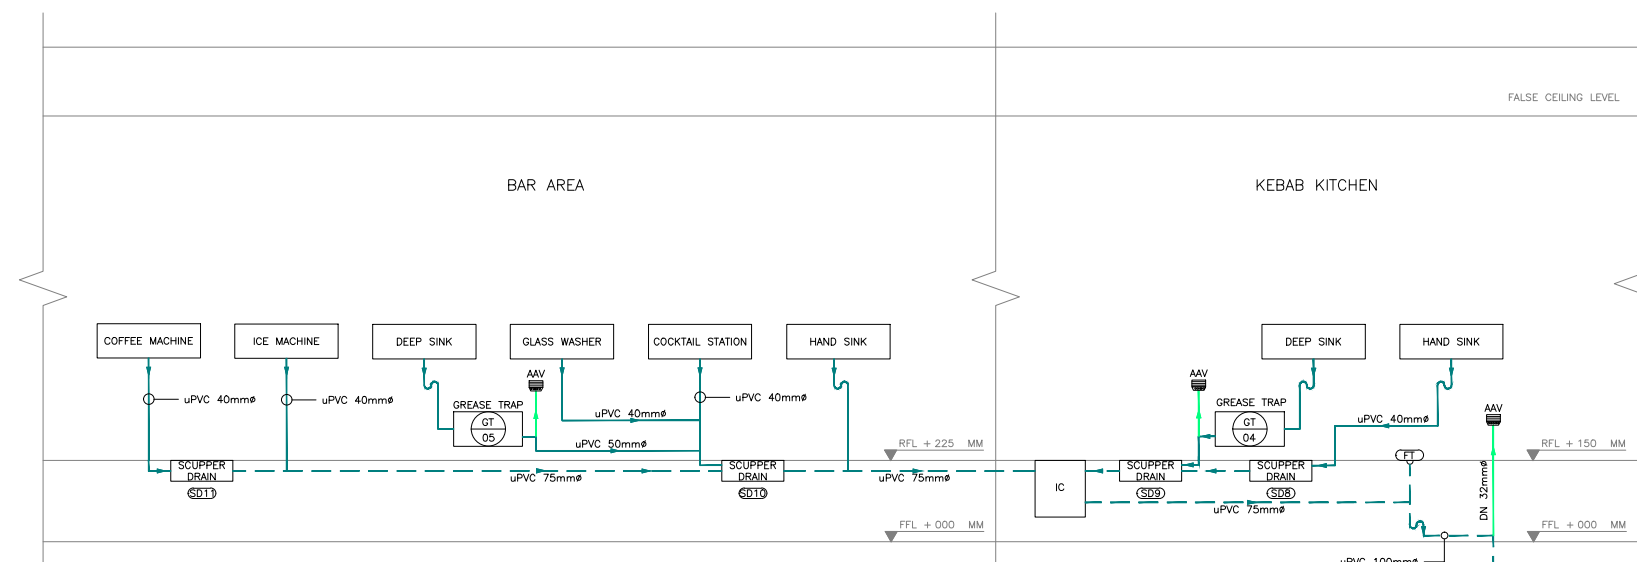 FALSE CEILING LEVEL
BAR AREA
KEBAB KITCHEN
COFFEE MACHINE
ICE MACHINE
DEEP SINK
GLASS WASHER
COCKTAIL STATION
HAND SINK
DEEP SINK
HAND SINK
AAV
AAV
uPVC 40mmø
uPVC 40mmø
uPVC 40mmø
GREASE TRAP
GT
05
uPVC 40mmø
uPVC 50mmø
GREASE TRAP
GT
04
uPVC 40mmø
AAV
RFL +225 MM
RFL +150 MM
SCUPPER
DRAIN
SD11
uPVC 75mmø
SCUPPER
DRAIN
SD10
uPVC 75mmø
IC
SCUPPER
DRAIN
SD9
SCUPPER
DRAIN
SD8
FT
uPVC 75mmø
DN 32mmø
FFL +000 MM
FFL +000 MM
uPVC 100mmø